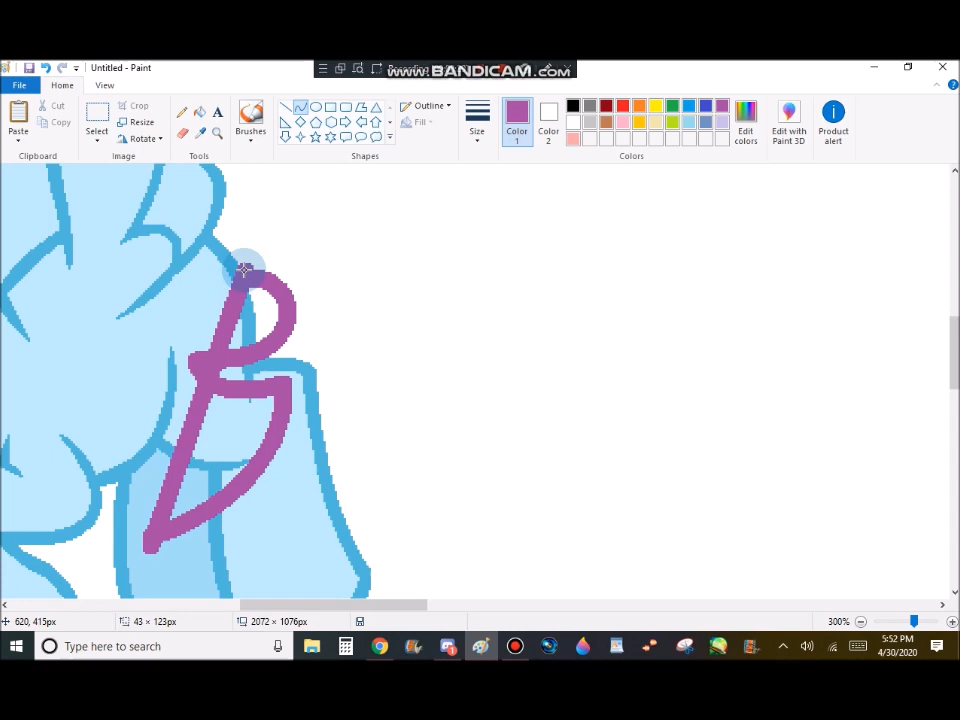 Untitled - Paint
Recording
www.BANDICAM.com
File Home View
Cut
Copy
Paste
Clipboard
Crop
Resize
Rotate
Select
Image
A
Tools
Brushes
Outline
Fill
Shapes
Size
Color 1
Color 2
Edit colors
Colors
Edit with Paint 3D
Product alert
B
620, 415px 43 × 123px 2072 × 1076px 300%
Type here to search
5:52 PM
4/30/2020